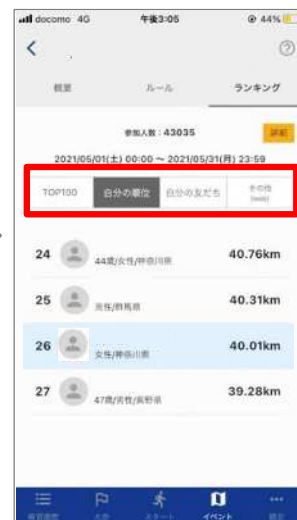 docomo 4G 午後3:05 44%
概要 ルール ランキング
参加人数：43035 詳細
2021/05/01(土) 00:00 ～ 2021/05/31(月) 23:59
TOP100 自分の順位 自分の友だち その他
24 44歳/女性/神奈川県 40.76km
25 男性/群馬県 40.31km
26 女性/神奈川県 40.01km
27 47歳/男性/長野県 39.28km
スタート イベント